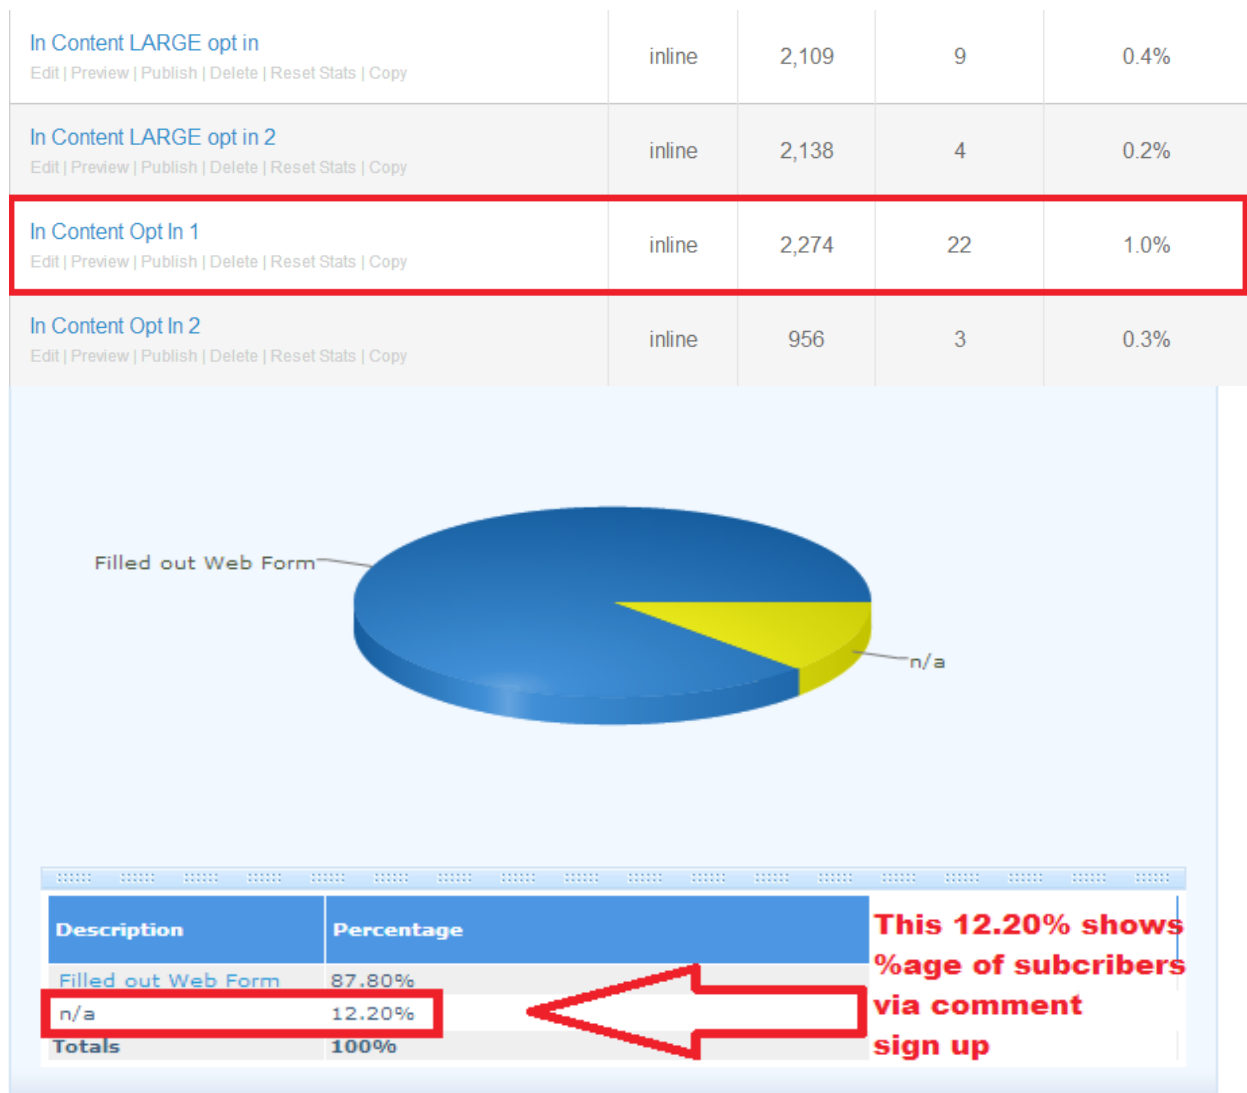 In Content LARGE opt in
Edit | Preview | Publish | Delete | Reset Stats | Copy
inline 2,109 9 0.4%
In Content LARGE opt in 2
Edit | Preview | Publish | Delete | Reset Stats | Copy
inline 2,138 4 0.2%
In Content Opt In 1
Edit | Preview | Publish | Delete | Reset Stats | Copy
inline 2,274 22 1.0%
In Content Opt In 2
Edit | Preview | Publish | Delete | Reset Stats | Copy
inline 956 3 0.3%
Filled out Web Form
n/a
Description Percentage
Filled out Web Form 87.80%
n/a 12.20%
Totals 100%
This 12.20% shows
%age of subcribers
via comment
sign up